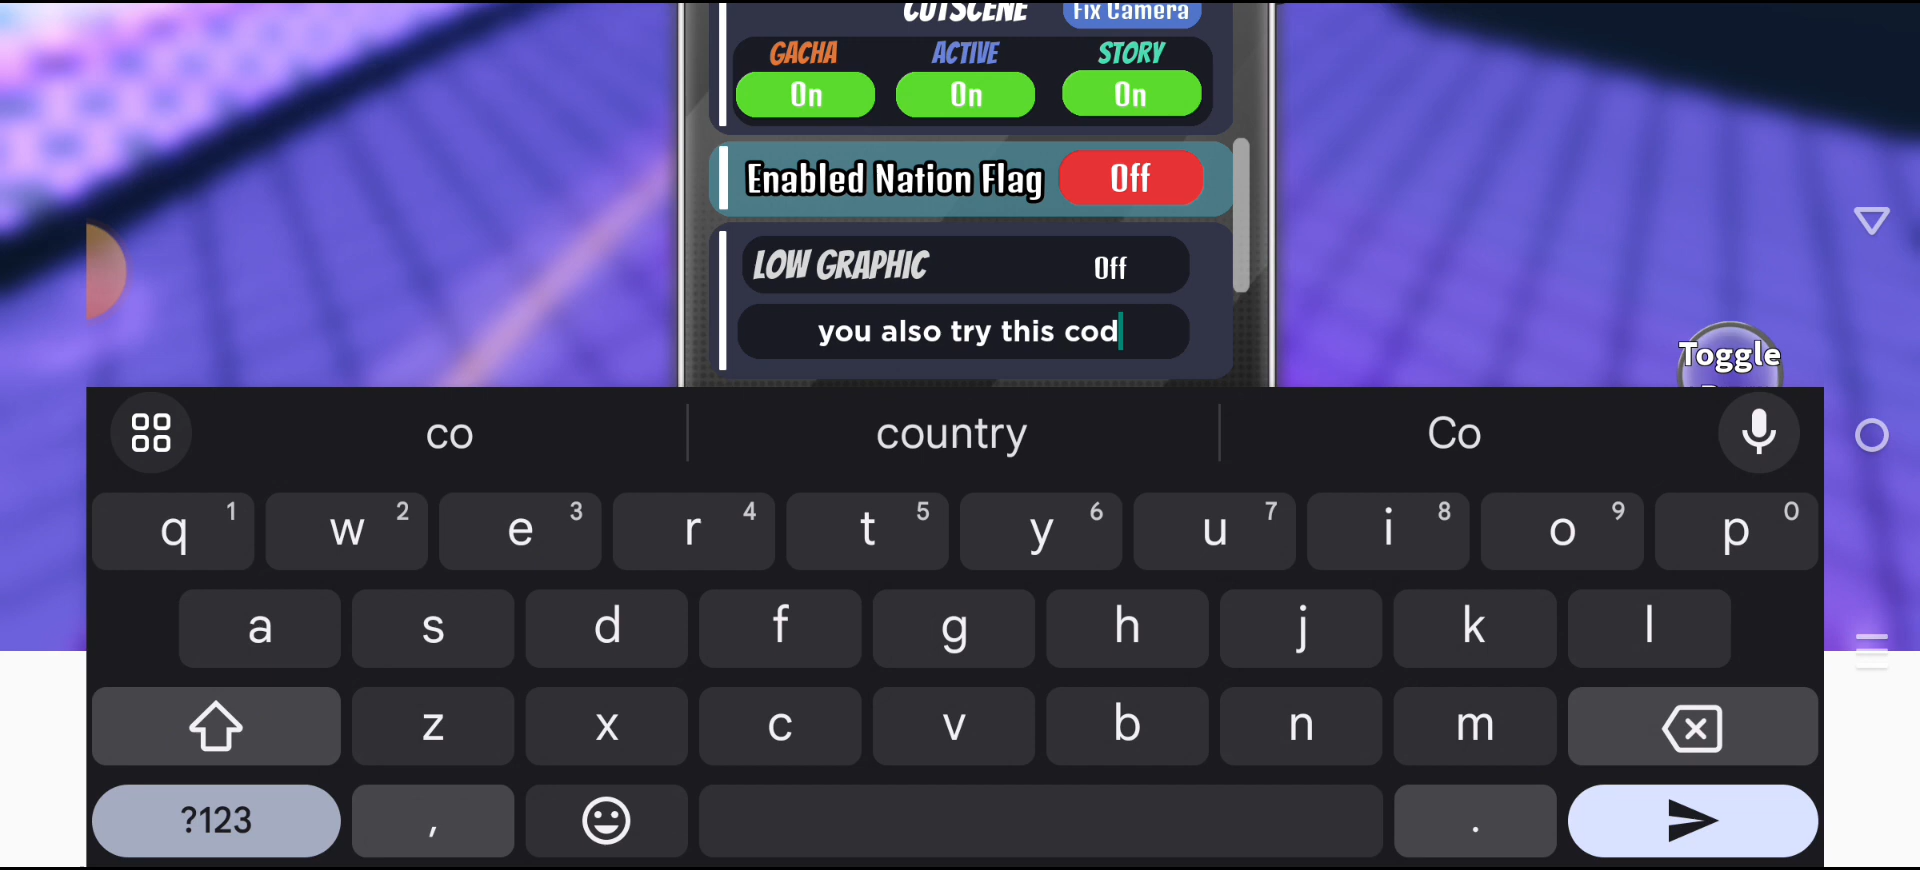 CUTSCENE Fix Camera
GACHA ACTIVE STORY
On On On
Enabled Nation Flag Off
LOW GRAPHIC Off
you also try this cod
Toggle
co country Co
q 1 w 2 e 3 r 4 t 5 y 6 u 7 i 8 o 9 p 0
a s d f g h j k l
z x c v b n m
?123 , .